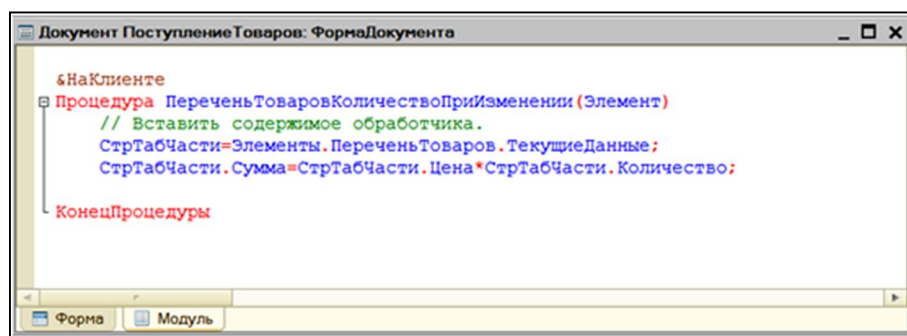 Документ ПоступлениеТоваров: ФормаДокумента
&НаКлиенте
Процедура ПереченьТоваровКоличествоПриИзменении(Элемент)
// Вставить содержимое обработчика.
СтрТабЧасти=Элементы.ПереченьТоваров.ТекущиеДанные;
СтрТабЧасти.Сумма=СтрТабЧасти.Цена*СтрТабЧасти.Количество;
КонецПроцедуры
Форма Модуль